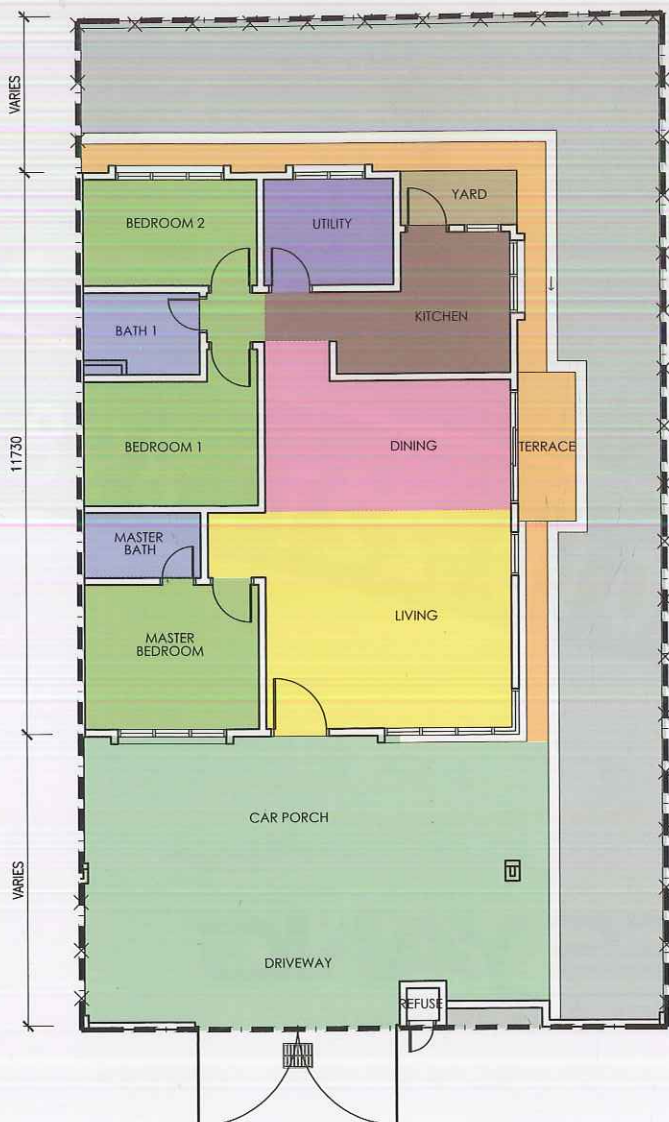 VARIES
YARD
BEDROOM 2
UTILITY
KITCHEN
BATH 1
11730
BEDROOM 1
DINING
TERRACE
MASTER
BATH
LIVING
MASTER
BEDROOM
CAR PORCH
VARIES
DRIVEWAY
REFUSE